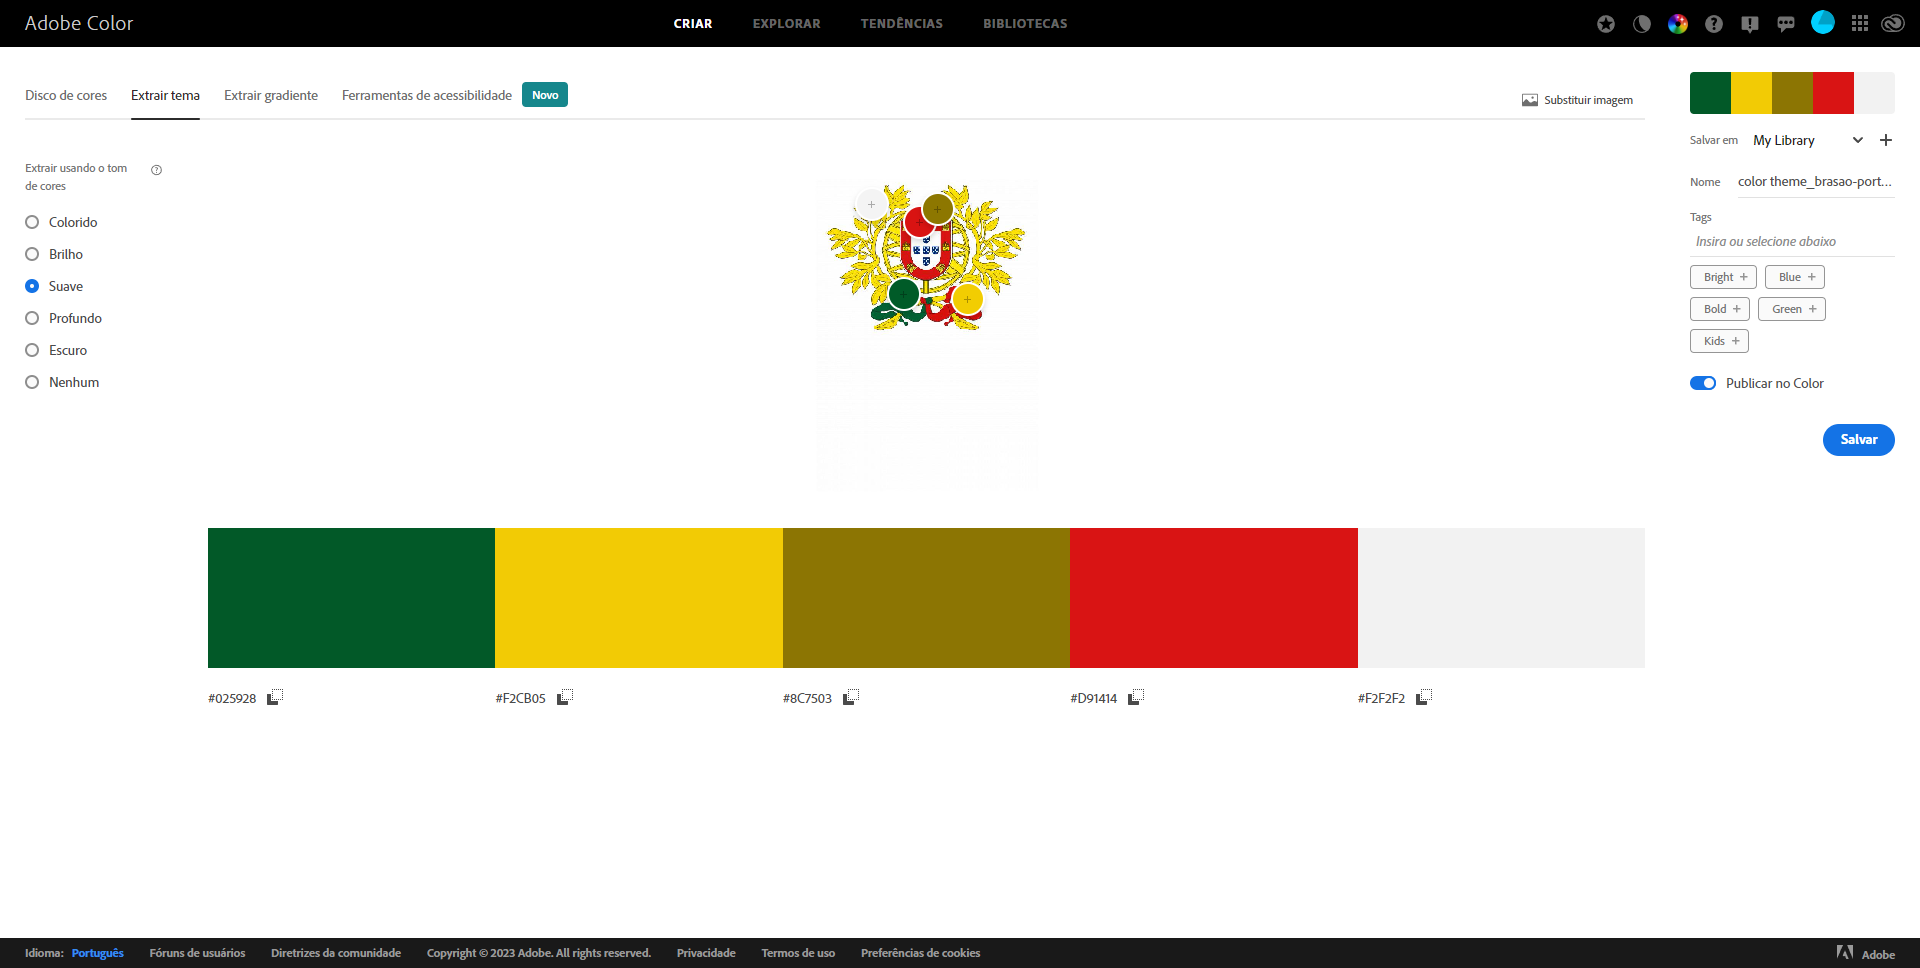 Adobe Color
CRIAR EXPLORAR TENDÊNCIAS BIBLIOTECAS
Disco de cores Extrair tema Extrair gradiente Ferramentas de acessibilidade Novo
Substituir imagem
Salvar em My Library
Nome color theme_brasao-port...
Tags
Insira ou selecione abaixo
Bright + Blue +
Bold + Green +
Kids +
Publicar no Color
Salvar
Extrair usando o tom
de cores
Colorido
Brilho
Suave
Profundo
Escuro
Nenhum
#025928 #F2CB05 #8C7503 #D91414 #F2F2F2
Idioma: Português Fóruns de usuários Diretrizes da comunidade Copyright © 2023 Adobe. All rights reserved. Privacidade Termos de uso Preferências de cookies Adobe